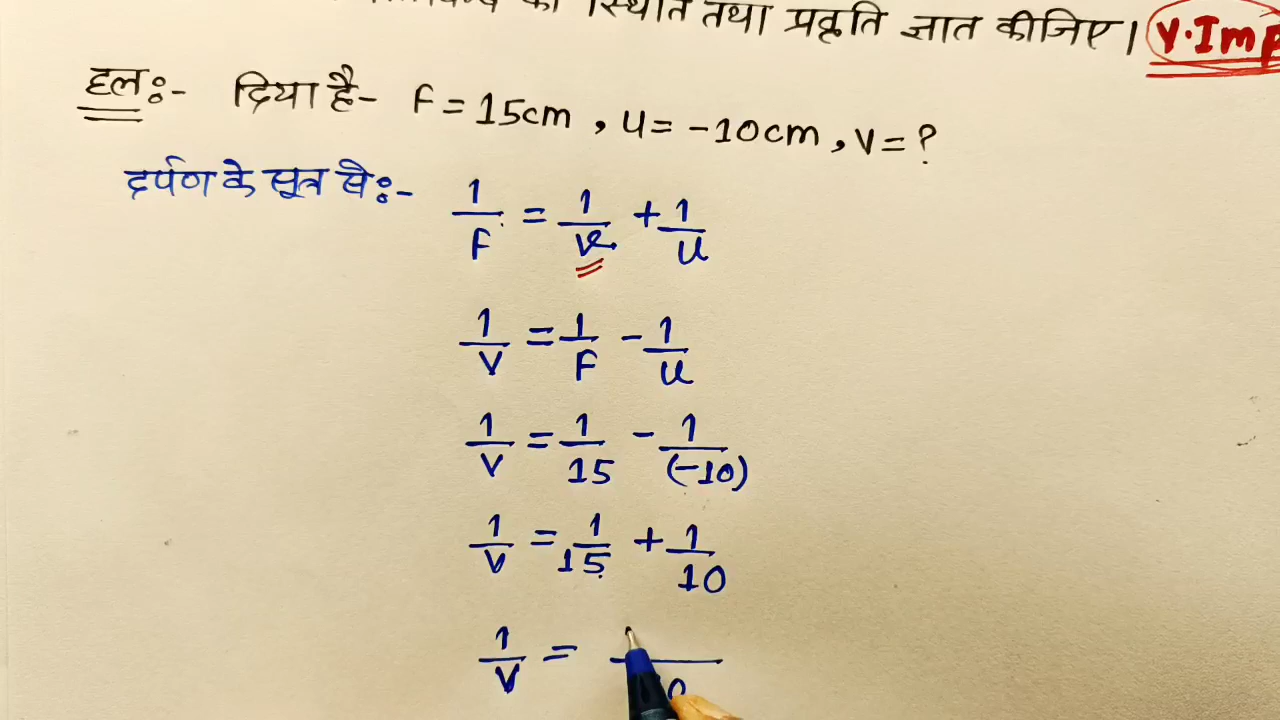 स्थिति तथा प्रकृति ज्ञात कीजिए। V.Imp
हल:- दिया है- F = 15cm, u = -10cm, v = ?
दर्पण के सूत्र से:- 1/F = 1/v + 1/u
1/v = 1/F - 1/u
1/v = 1/15 - 1/(-10)
1/v = 1/15 + 1/10
1/v =